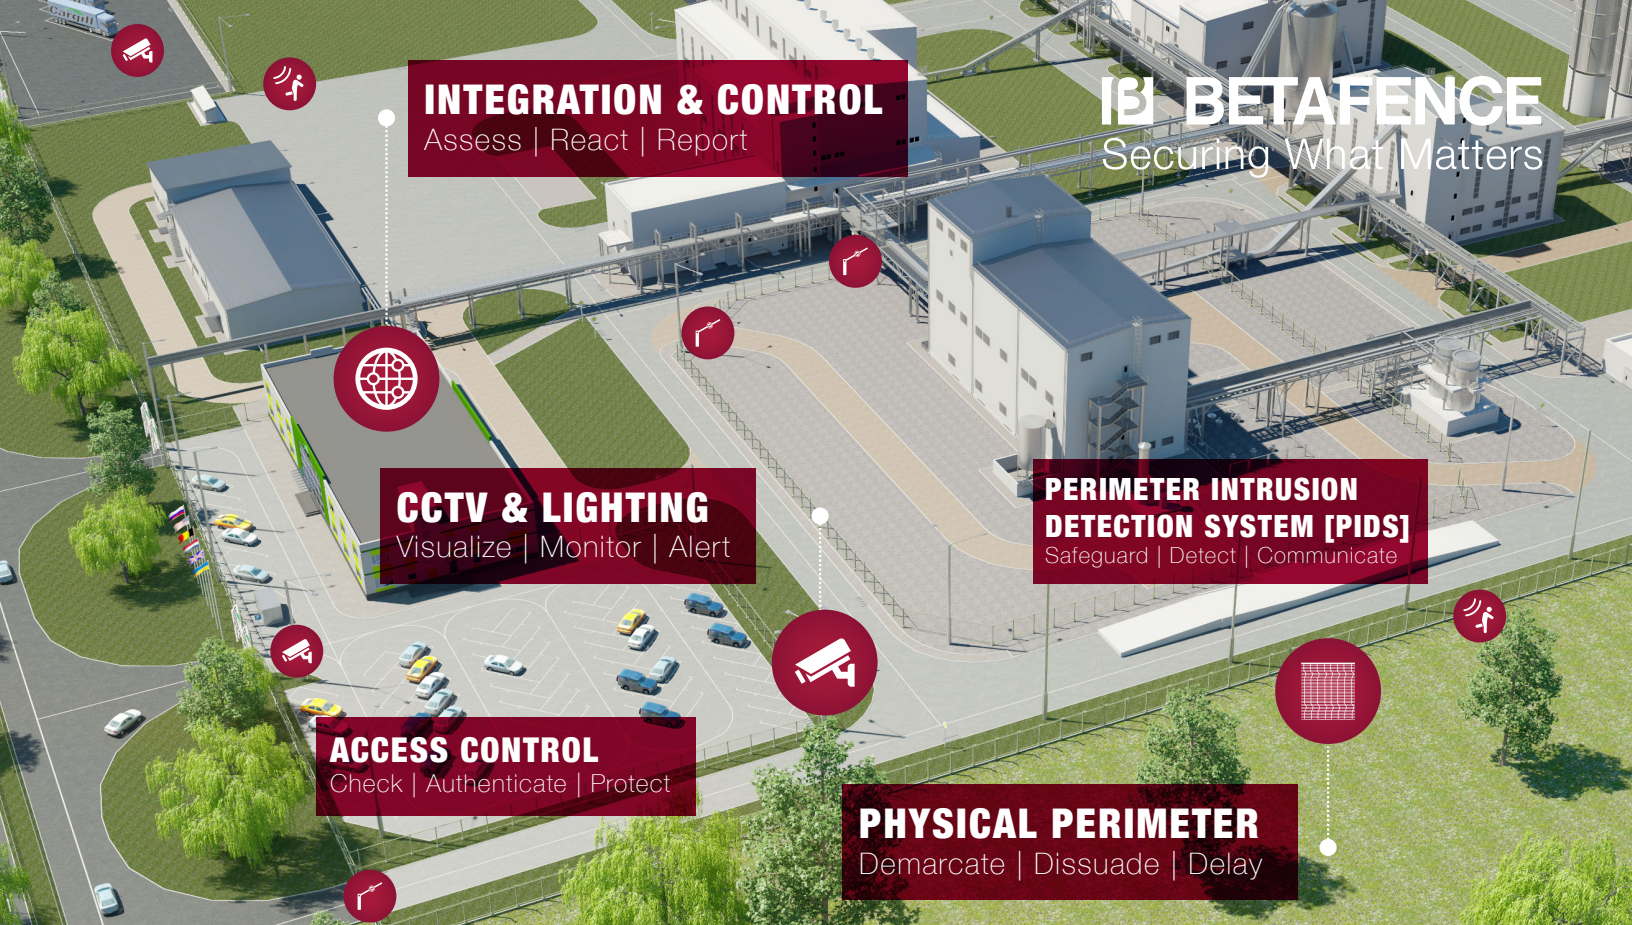 Cargill
INTEGRATION & CONTROL
Assess | React | Report
BETAFENCE
Securing What Matters
CCTV & LIGHTING
Visualize | Monitor | Alert
PERIMETER INTRUSION
DETECTION SYSTEM [PIDS]
Safeguard | Detect | Communicate
ACCESS CONTROL
Check | Authenticate | Protect
PHYSICAL PERIMETER
Demarcate | Dissuade | Delay